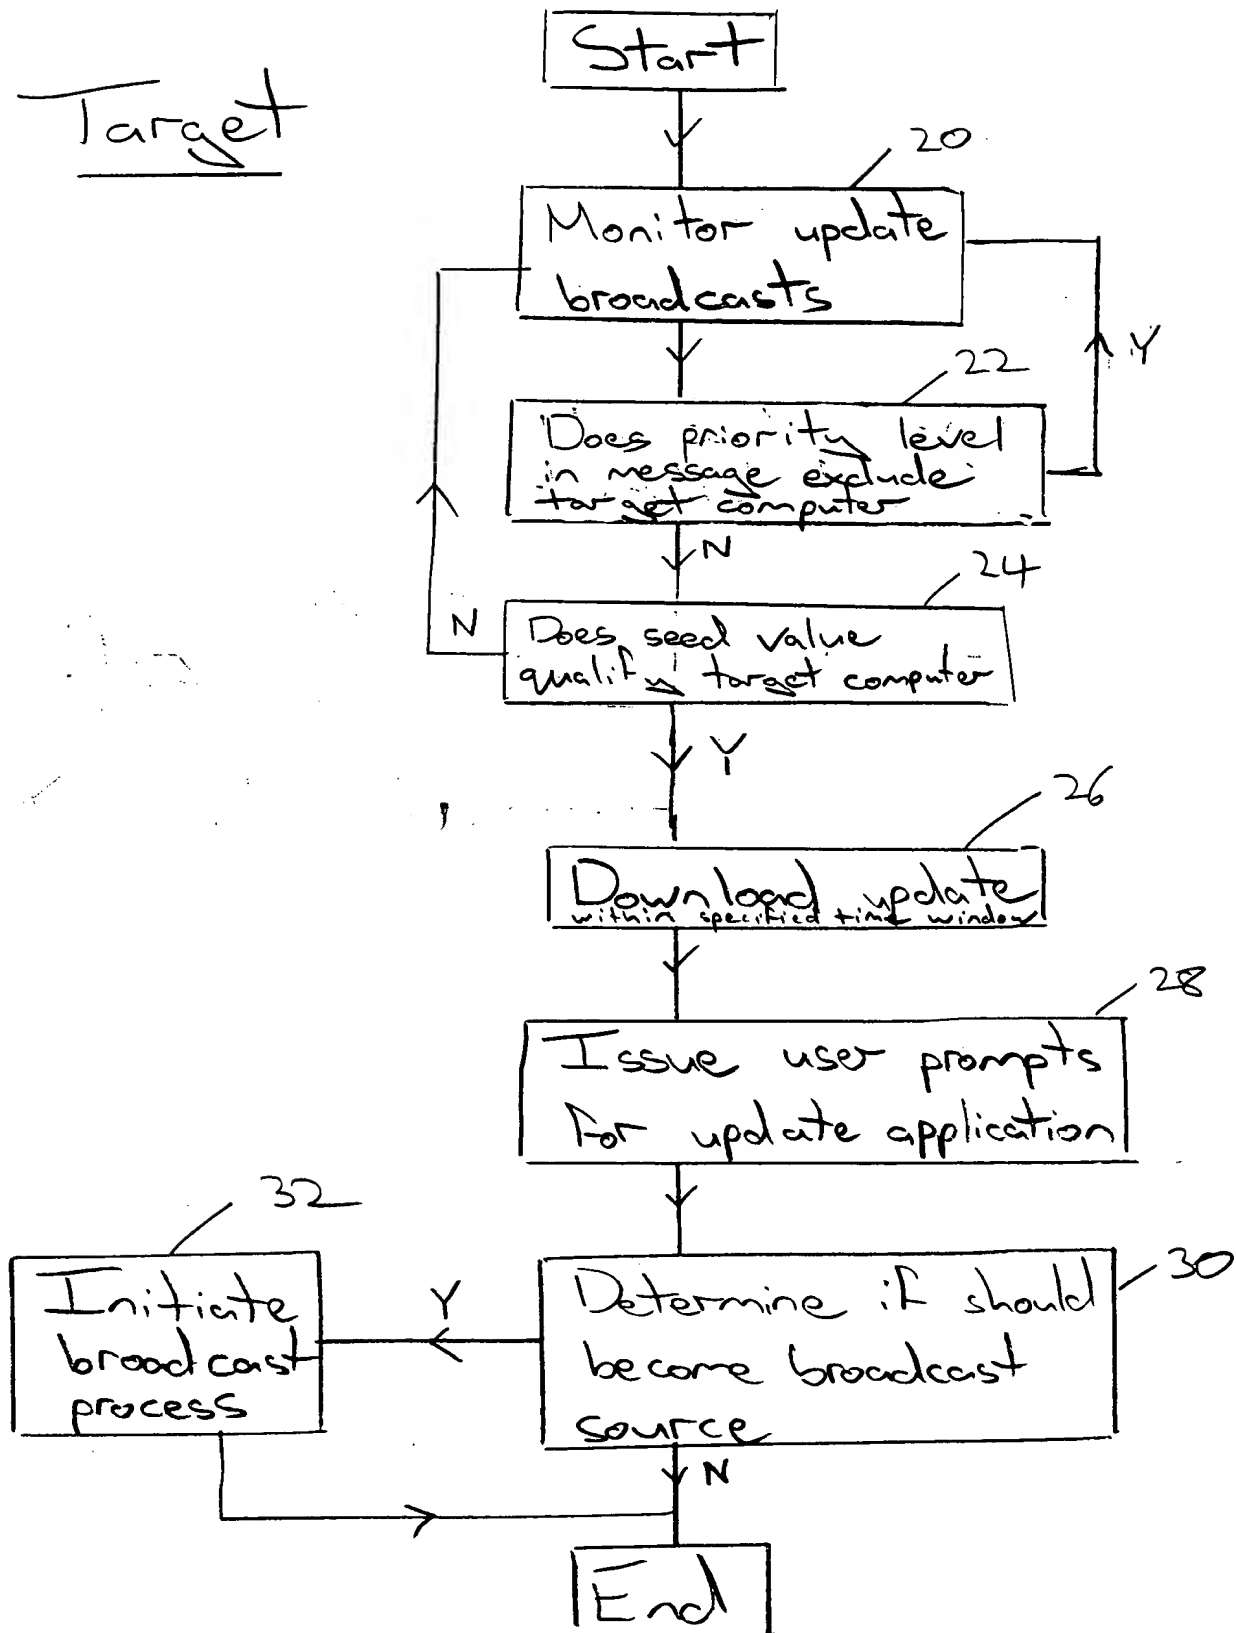 Start
Target
20
Monitor update
broadcasts
Y
22
Does priority level
in message exclude
target computer
N
24
N
Does seed value
qualify target computer
Y
26
Download update
within specified time window
28
Issue user prompts
for update application
32
Initiate
broadcast
process
Y
30
Determine if should
become broadcast
source
N
End